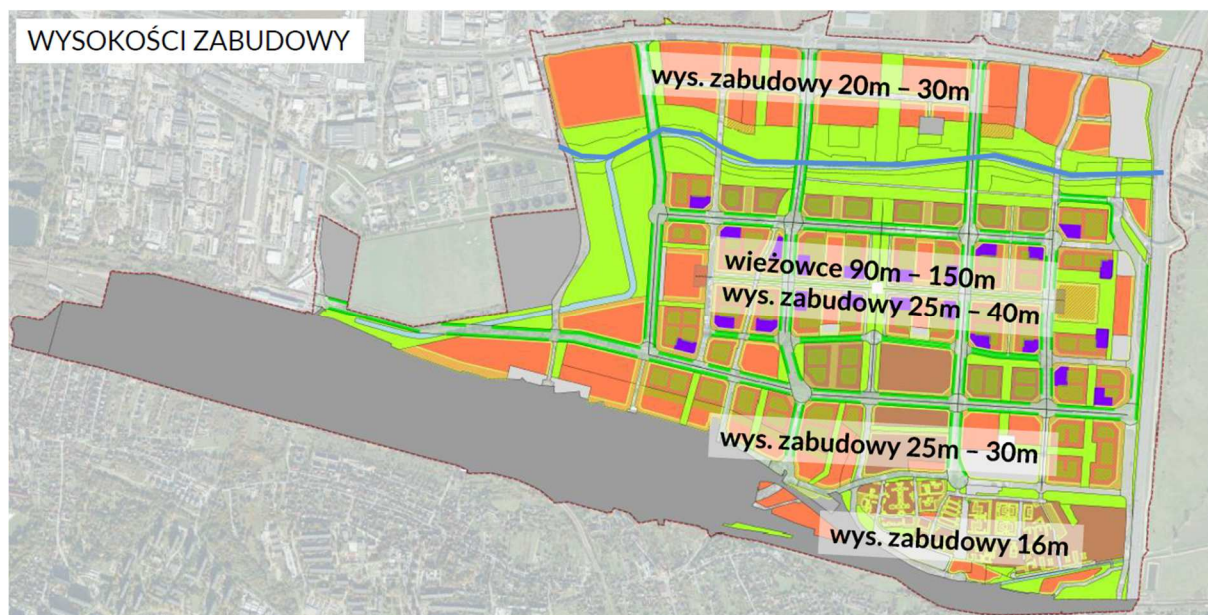 WYSOKOŚCI ZABUDOWY
wys. zabudowy 20m – 30m
wieżowce 90m – 150m
wys. zabudowy 25m – 40m
wys. zabudowy 25m – 30m
wys. zabudowy 16m